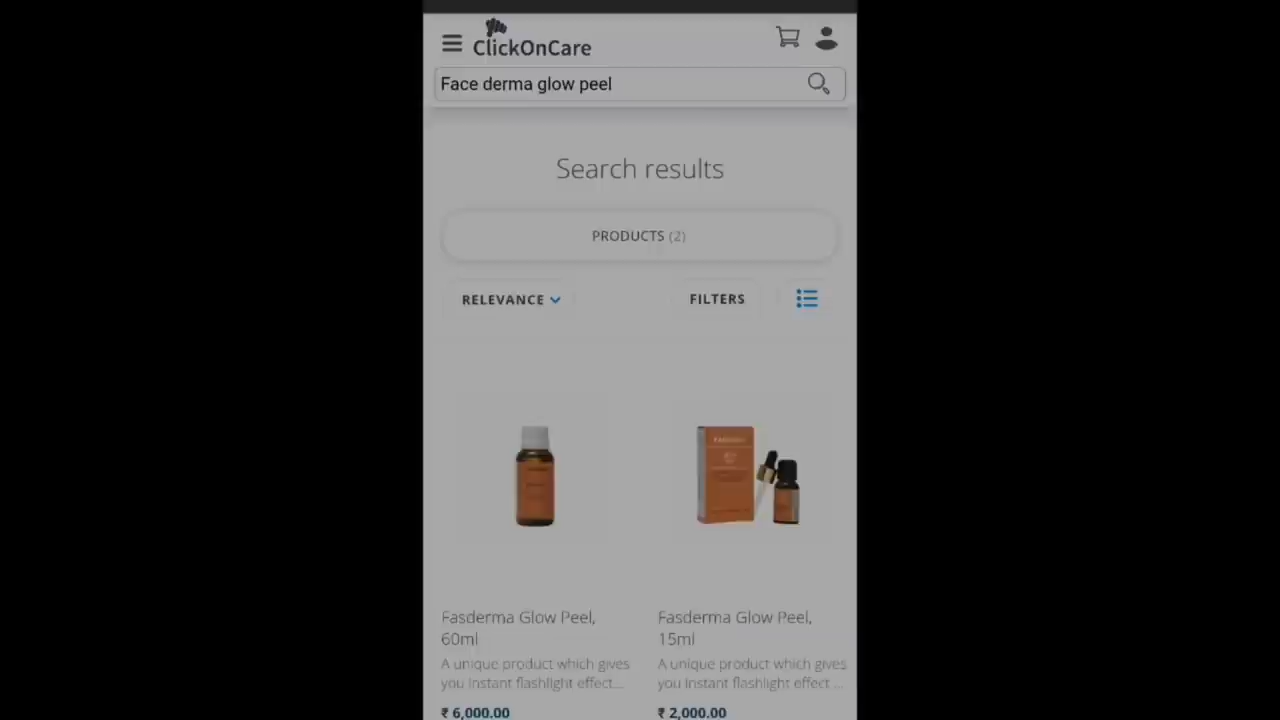 ClickOnCare
Face derma glow peel
Search results
PRODUCTS (2)
RELEVANCE
FILTERS
Fasderma Glow Peel,
60ml
A unique product which gives
you instant flashlight effect...
₹ 6,000.00
Fasderma Glow Peel,
15ml
A unique product which gives
you instant flashlight effect ...
₹ 2,000.00